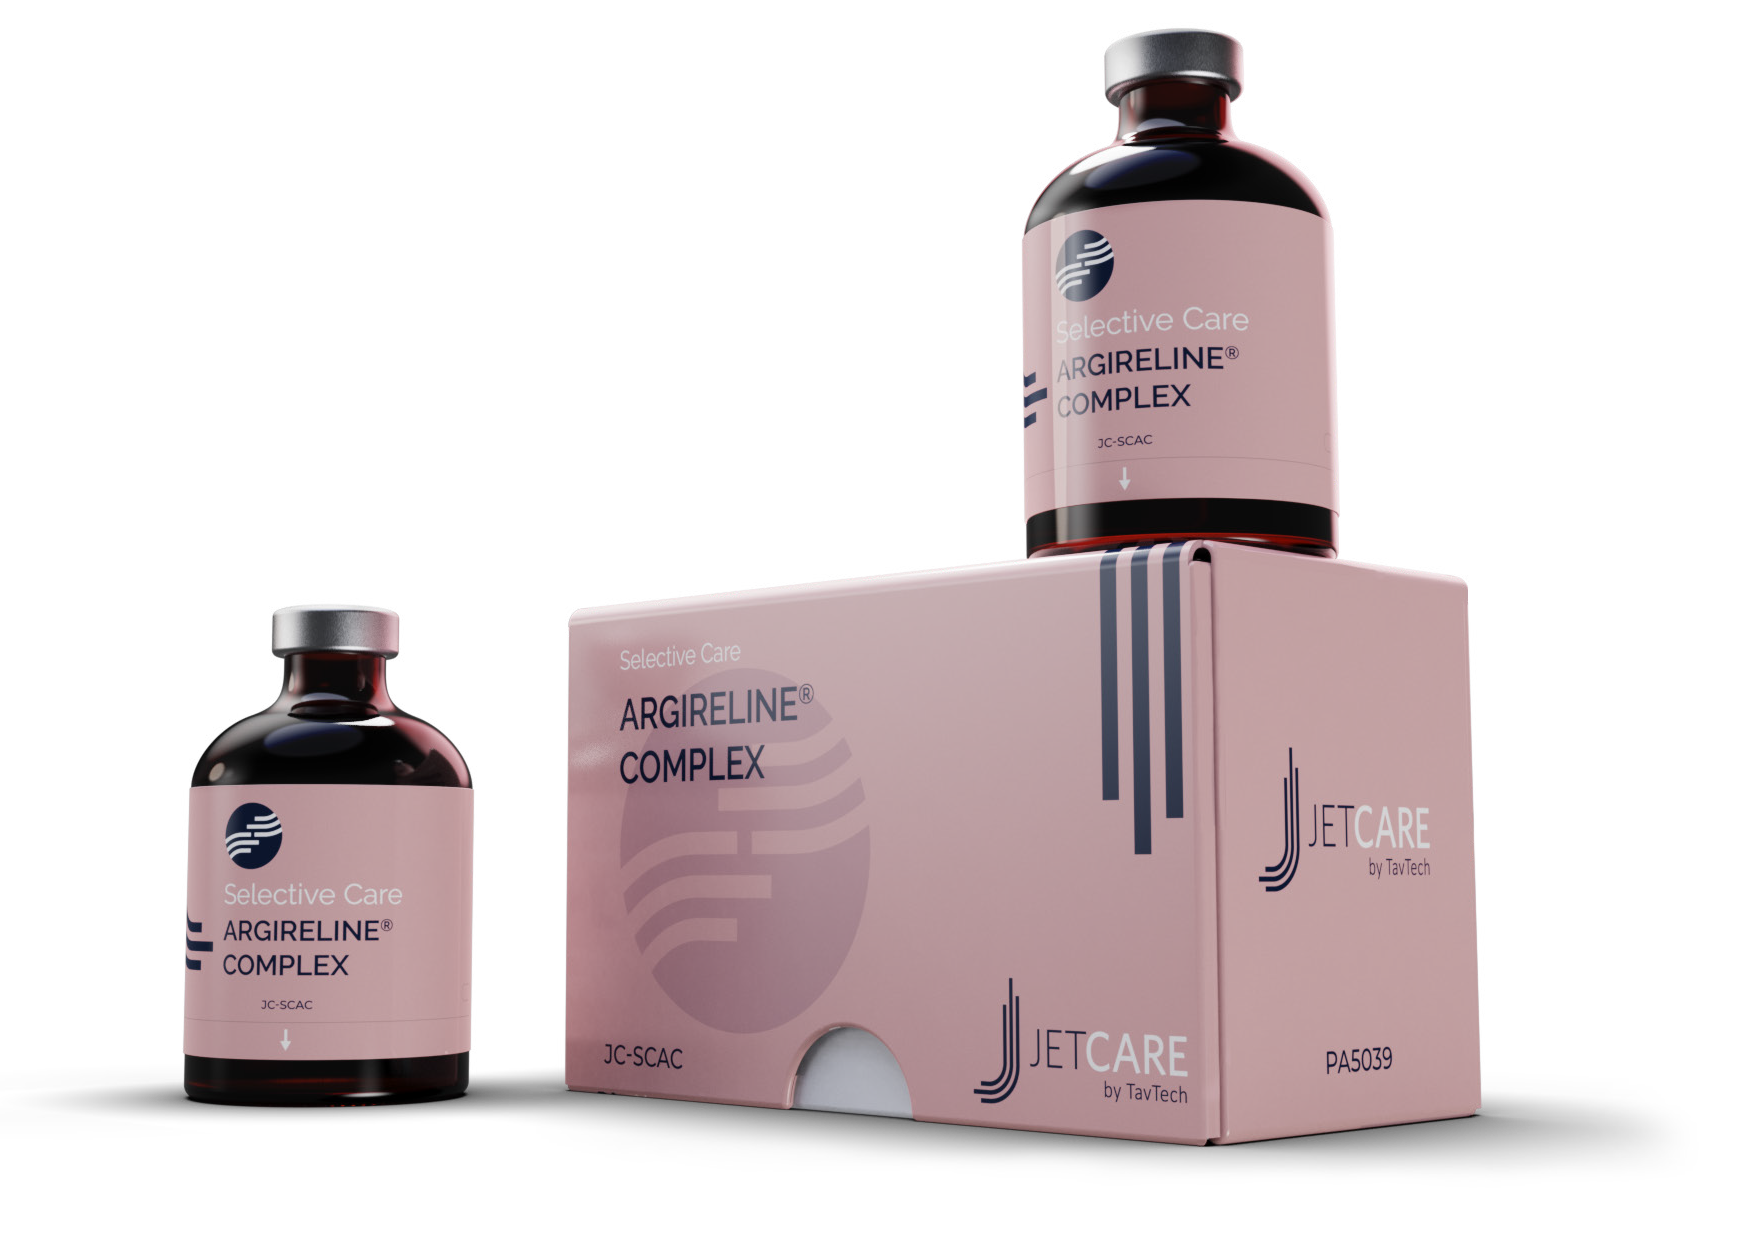 Selective Care
ARGIRELINE®
COMPLEX
JC-SCAC
Selective Care
ARGIRELINE®
COMPLEX
JC-SCAC
JETCARE
by TavTech
JETCARE
by TavTech
PA5039
Selective Care
ARGIRELINE®
COMPLEX
JC-SCAC